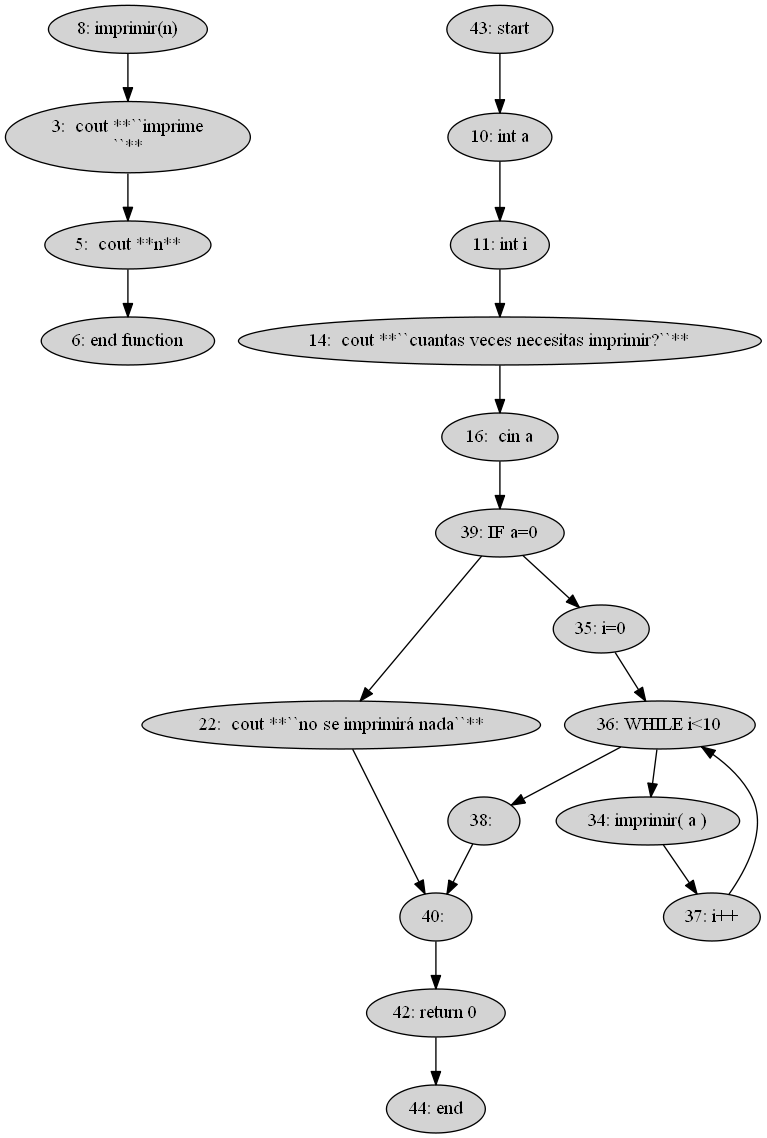 8: imprimir(n)
3:  cout **``imprime
``**
5:  cout **n**
6: end function
43: start
10: int a
11: int i
14:  cout **``cuantas veces necesitas imprimir?``**
16:  cin a
39: IF a=0
35: i=0
22:  cout **``no se imprimirá nada``**
36: WHILE i<10
38:
34: imprimir( a )
40:
37: i++
42: return 0
44: end